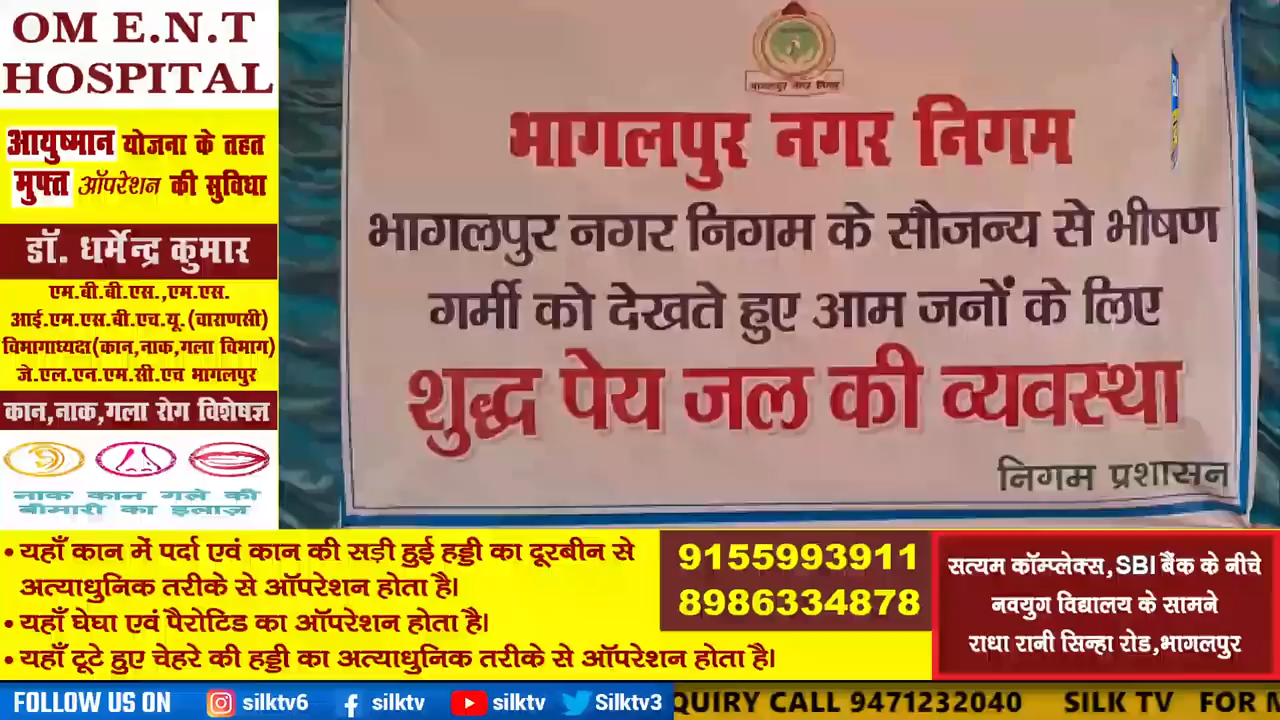 OM E.N.T
HOSPITAL
आयुष्मान योजना के तहत
मुफ्त ऑपरेशन की सुविधा
डॉ. धर्मेन्द्र कुमार
एम.बी.बी.एस.,एम.एस.
आई.एम.एस.बी.एच.यू.(वाराणसी)
विभागाध्यक्ष(कान,नाक,गला विभाग)
जे.एल.एन.एम.सी.एच भागलपुर
कान,नाक,गला रोग विशेषज्ञ
नाक कान गले की
बीमारी का इलाज़
भागलपुर नगर निगम
भागलपुर नगर निगम
भागलपुर नगर निगम के सौजन्य से भीषण
गर्मी को देखते हुए आम जनों के लिए
शुद्ध पेय जल की व्यवस्था
निगम प्रशासन
• यहाँ कान में पर्दा एवं कान की सड़ी हुई हड्डी का दूरबीन से
अत्याधुनिक तरीके से ऑपरेशन होता है।
• यहाँ घेघा एवं पैरोटिड का ऑपरेशन होता है।
• यहाँ टूटे हुए चेहरे की हड्डी का अत्याधुनिक तरीके से ऑपरेशन होता है।
9155993911
8986334878
सत्यम कॉम्प्लेक्स,SBI बैंक के नीचे
नवयुग विद्यालय के सामने
राधा रानी सिन्हा रोड,भागलपुर
FOLLOW US ON silktv6 silktv silktv Silktv3 QUIRY CALL 9471232040 SILK TV FOR M